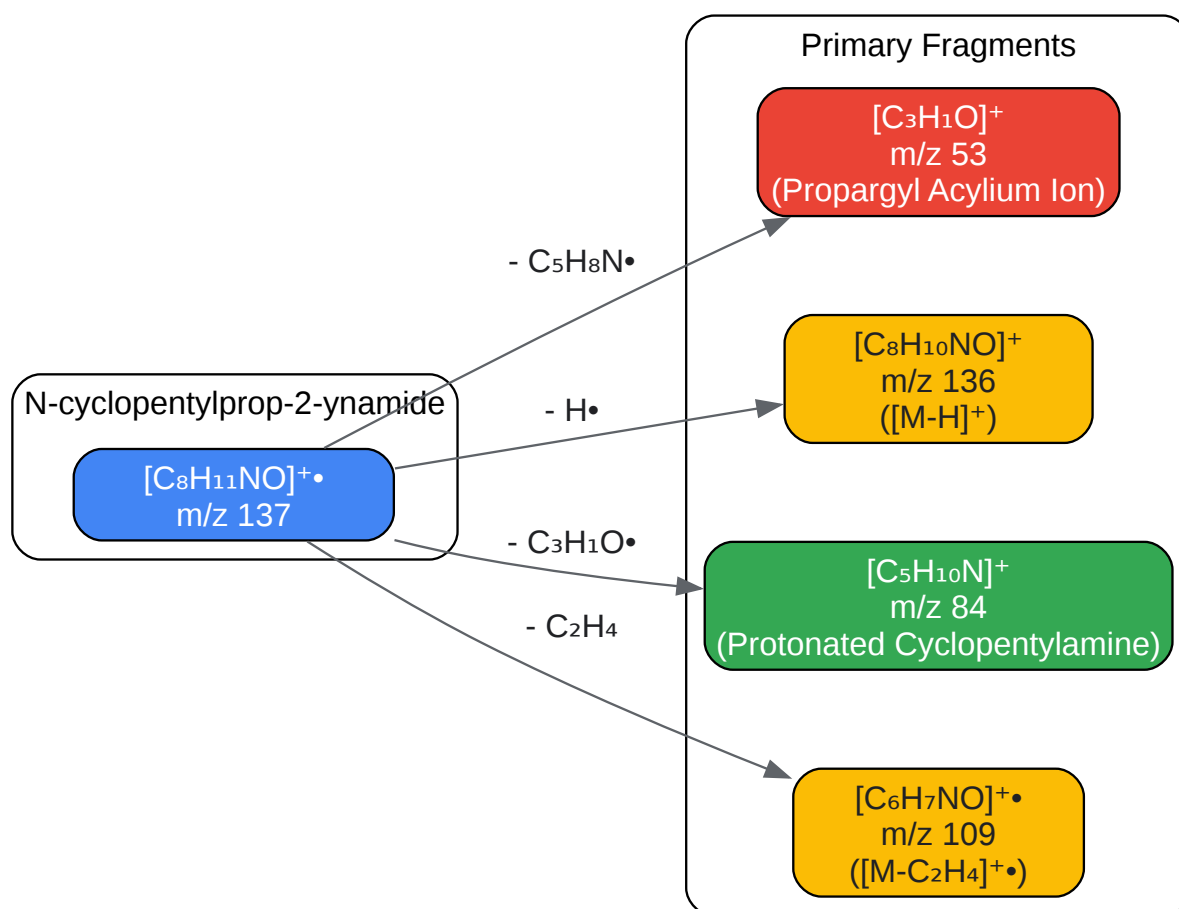 Primary Fragments
[C₃H₁O]⁺
m/z 53
(Propargyl Acylium Ion)
- C₅H₈N•
[C₈H₁₀NO]⁺
m/z 136
([M-H]⁺)
N-cyclopentylprop-2-ynamide
- H•
[C₈H₁₁NO]⁺•
m/z 137
- C₃H₁O•
[C₅H₁₀N]⁺
m/z 84
(Protonated Cyclopentylamine)
- C₂H₄
[C₆H₇NO]⁺•
m/z 109
([M-C₂H₄]⁺•)